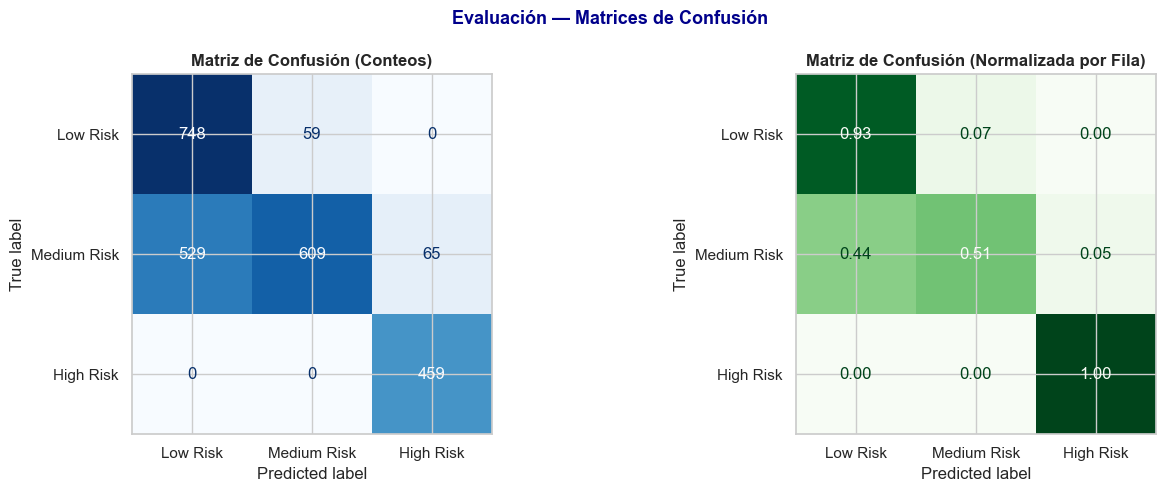 Evaluación — Matrices de Confusión
Matriz de Confusión (Conteos)
True label
Low Risk
748 59 0
Medium Risk
529 609 65
High Risk
0 0 459
Low Risk Medium Risk High Risk
Predicted label
Matriz de Confusión (Normalizada por Fila)
True label
Low Risk
0.93 0.07 0.00
Medium Risk
0.44 0.51 0.05
High Risk
0.00 0.00 1.00
Low Risk Medium Risk High Risk
Predicted label